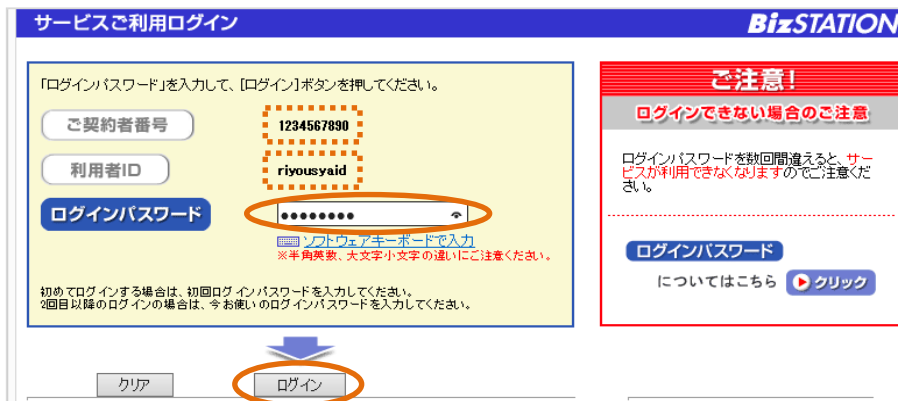 サービスご利用ログイン
BizSTATION
「ログインパスワード」を入力して、[ログイン]ボタンを押してください。
ご契約者番号
1234567890
利用者ID
riyousyaid
ログインパスワード
●●●●●●●●
ソフトウェアキーボードで入力
※半角英数、大文字小文字の違いにご注意ください。
初めてログインする場合は、初回ログインパスワードを入力してください。
2回目以降のログインの場合は、今お使いのログインパスワードを入力してください。
クリア
ログイン
ご注意!
ログインできない場合のご注意
ログインパスワードを数回間違えると、サー
ビスが利用できなくなりますのでご注意くだ
さい。
ログインパスワード
についてはこちら
クリック